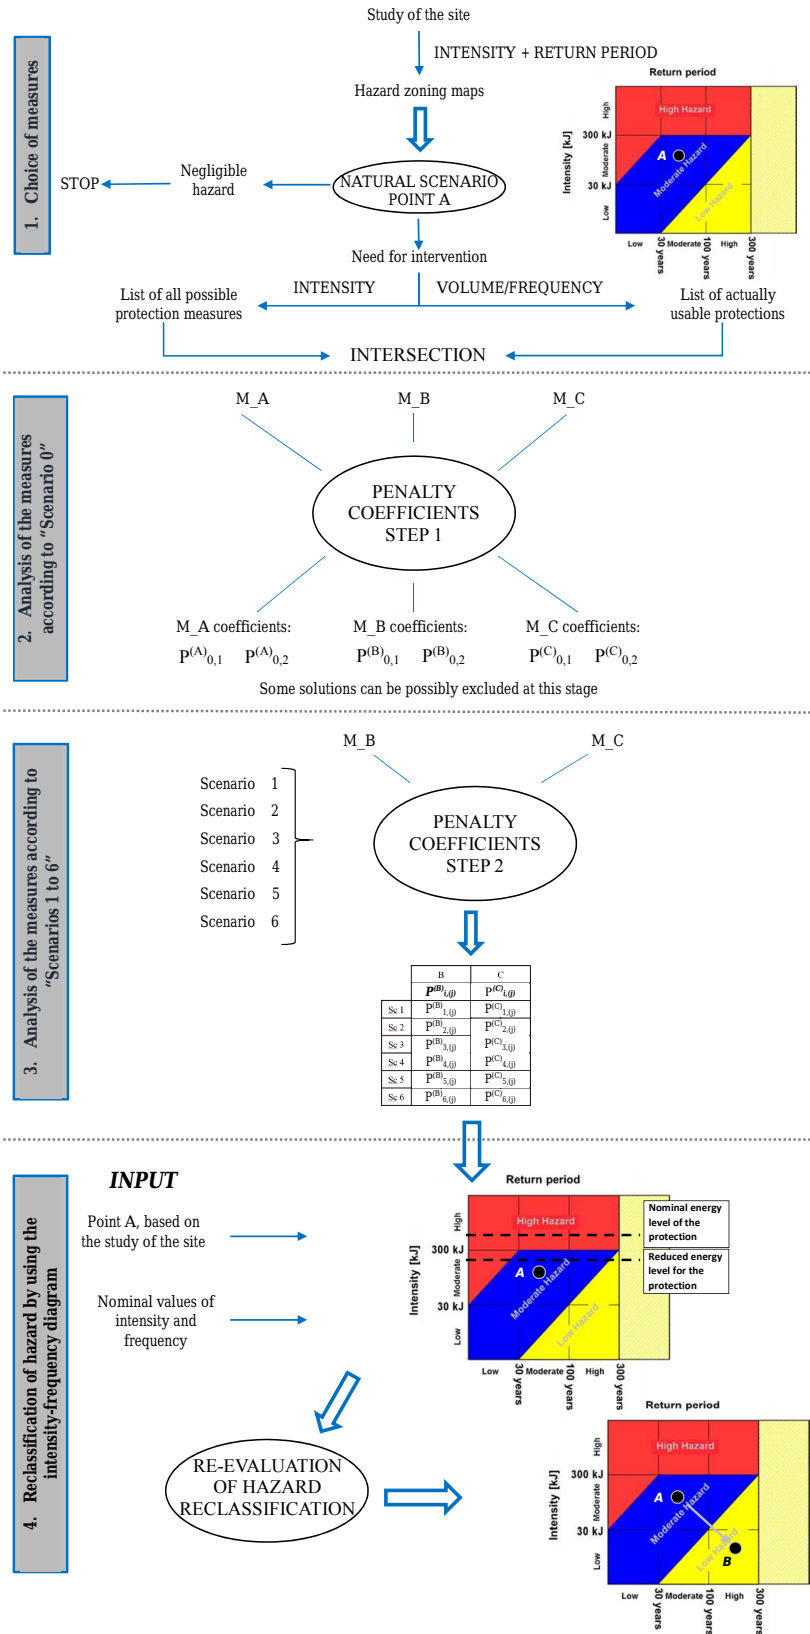 Study of the site
INTENSITY + RETURN PERIOD
Hazard zoning maps
1. Choice of measures
STOP
Negligible
hazard
NATURAL SCENARIO
POINT A
Need for intervention
INTENSITY
VOLUME/FREQUENCY
List of all possible
protection measures
List of actually
usable protections
INTERSECTION
Return period
Intensity [kJ]
High
Moderate
Low
300 kJ
30 kJ
High Hazard
Moderate Hazard
Low Hazard
A
Low
Moderate
High
30 years
100 years
300 years
2. Analysis of the measures
according to “Scenario 0”
M_A
M_B
M_C
PENALTY
COEFFICIENTS
STEP 1
M_A coefficients:
M_B coefficients:
M_C coefficients:
P(A)0,1 P(A)0,2
P(B)0,1 P(B)0,2
P(C)0,1 P(C)0,2
Some solutions can be possibly excluded at this stage
3. Analysis of the measures according to
“Scenarios 1 to 6”
M_B
M_C
Scenario 1
Scenario 2
Scenario 3
Scenario 4
Scenario 5
Scenario 6
PENALTY
COEFFICIENTS
STEP 2
B C
P(B)i,(j) P(C)i,(j)
Sc 1 P(B)1,(j) P(C)1,(j)
Sc 2 P(B)2,(j) P(C)2,(j)
Sc 3 P(B)3,(j) P(C)3,(j)
Sc 4 P(B)4,(j) P(C)4,(j)
Sc 5 P(B)5,(j) P(C)5,(j)
Sc 6 P(B)6,(j) P(C)6,(j)
4. Reclassification of hazard by using the
intensity-frequency diagram
INPUT
Point A, based on
the study of the site
Nominal values of
intensity and
frequency
Return period
Intensity [kJ]
High
Moderate
Low
300 kJ
30 kJ
High Hazard
Moderate Hazard
Low Hazard
A
Nominal energy
level of the
protection
Reduced energy
level for the
protection
Low
Moderate
High
30 years
100 years
300 years
RE-EVALUATION
OF HAZARD
RECLASSIFICATION
Return period
Intensity [kJ]
High
Moderate
Low
300 kJ
30 kJ
High Hazard
Moderate Hazard
Low Hazard
A
B
Low
Moderate
High
30 years
100 years
300 years